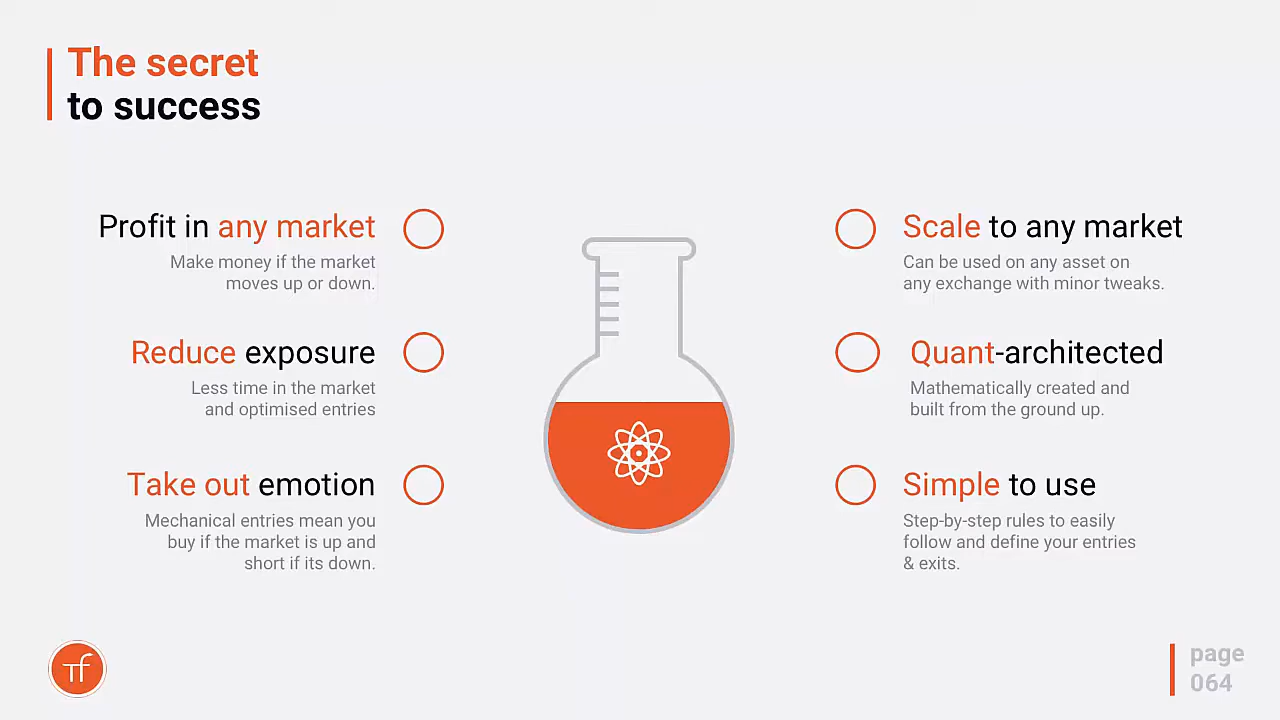 The secret
to success
Profit in any market
Make money if the market
moves up or down.
Reduce exposure
Less time in the market
and optimised entries
Take out emotion
Mechanical entries mean you
buy if the market is up and
short if its down.
Scale to any market
Can be used on any asset on
any exchange with minor tweaks.
Quant-architected
Mathematically created and
built from the ground up.
Simple to use
Step-by-step rules to easily
follow and define your entries
& exits.
TF
page
064